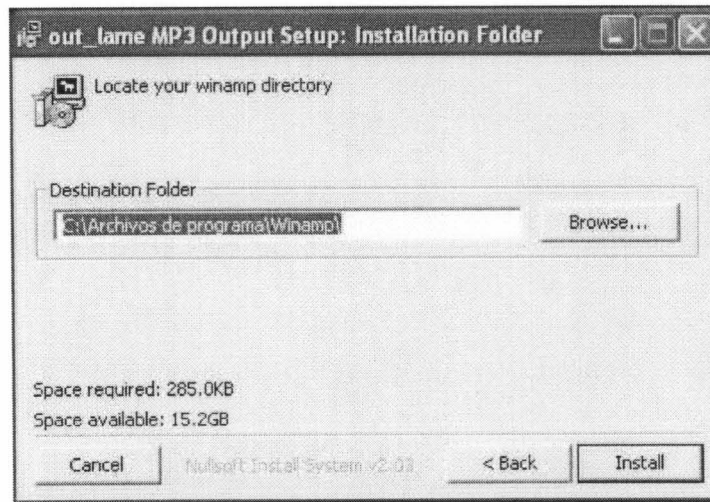 out_lame MP3 Output Setup: Installation Folder
Locate your winamp directory
Destination Folder
C:\Archivos de programa\Winamp\
Browse...
Space required: 285.0KB
Space available: 15.2GB
Cancel
Nullsoft Install System v2.03
< Back
Install